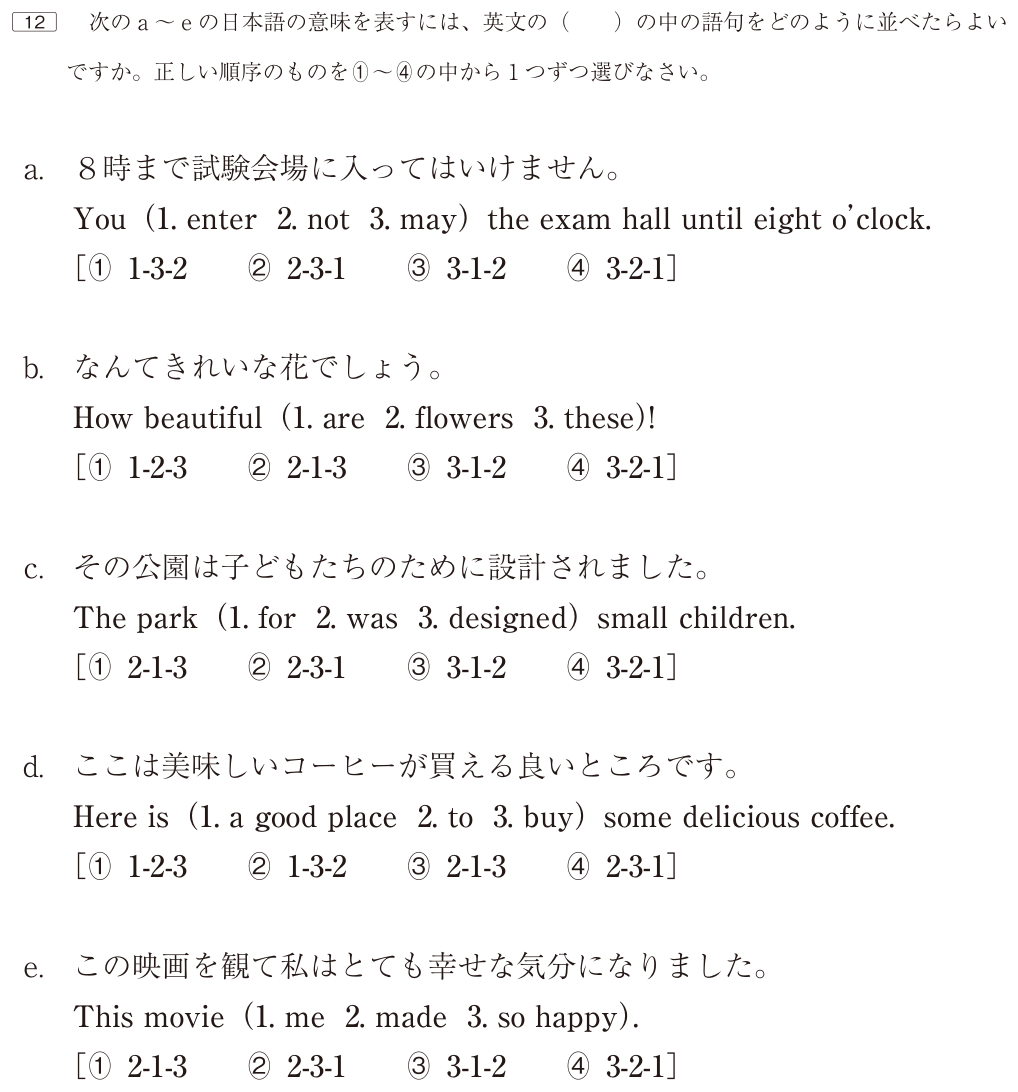 12 次のa～eの日本語の意味を表すには、英文の（　　）の中の語句をどのように並べたらよい
ですか。正しい順序のものを①～④の中から１つずつ選びなさい。
a. ８時まで試験会場に入ってはいけません。
You（1. enter 2. not 3. may）the exam hall until eight o’clock.
［① 1-3-2 ② 2-3-1 ③ 3-1-2 ④ 3-2-1］
b. なんてきれいな花でしょう。
How beautiful（1. are 2. flowers 3. these）!
［① 1-2-3 ② 2-1-3 ③ 3-1-2 ④ 3-2-1］
c. その公園は子どもたちのために設計されました。
The park（1. for 2. was 3. designed）small children.
［① 2-1-3 ② 2-3-1 ③ 3-1-2 ④ 3-2-1］
d. ここは美味しいコーヒーが買える良いところです。
Here is（1. a good place 2. to 3. buy）some delicious coffee.
［① 1-2-3 ② 1-3-2 ③ 2-1-3 ④ 2-3-1］
e. この映画を観て私はとても幸せな気分になりました。
This movie（1. me 2. made 3. so happy）.
［① 2-1-3 ② 2-3-1 ③ 3-1-2 ④ 3-2-1］